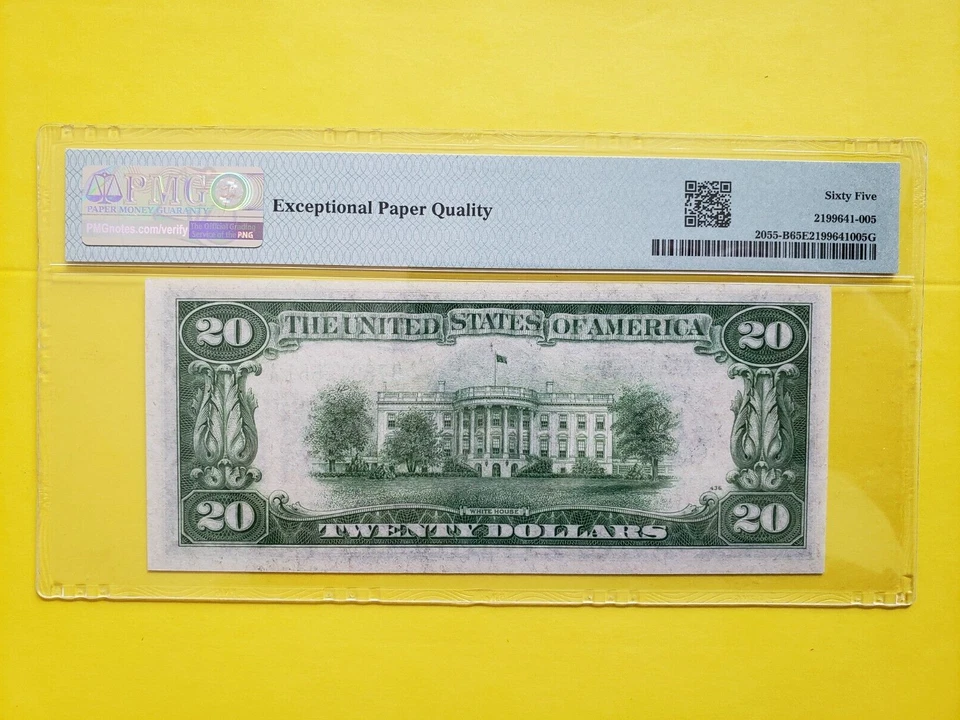 PMG
PAPER MONEY GUARANTY
PMGnotes.com/verify
The Official Grading
Service of the PNG
Exceptional Paper Quality
Sixty Five
2199641-005
2055-B65E2199641005G
20
THE UNITED STATES OF AMERICA
20
436
WHITE HOUSE
20
TWENTY DOLLARS
20